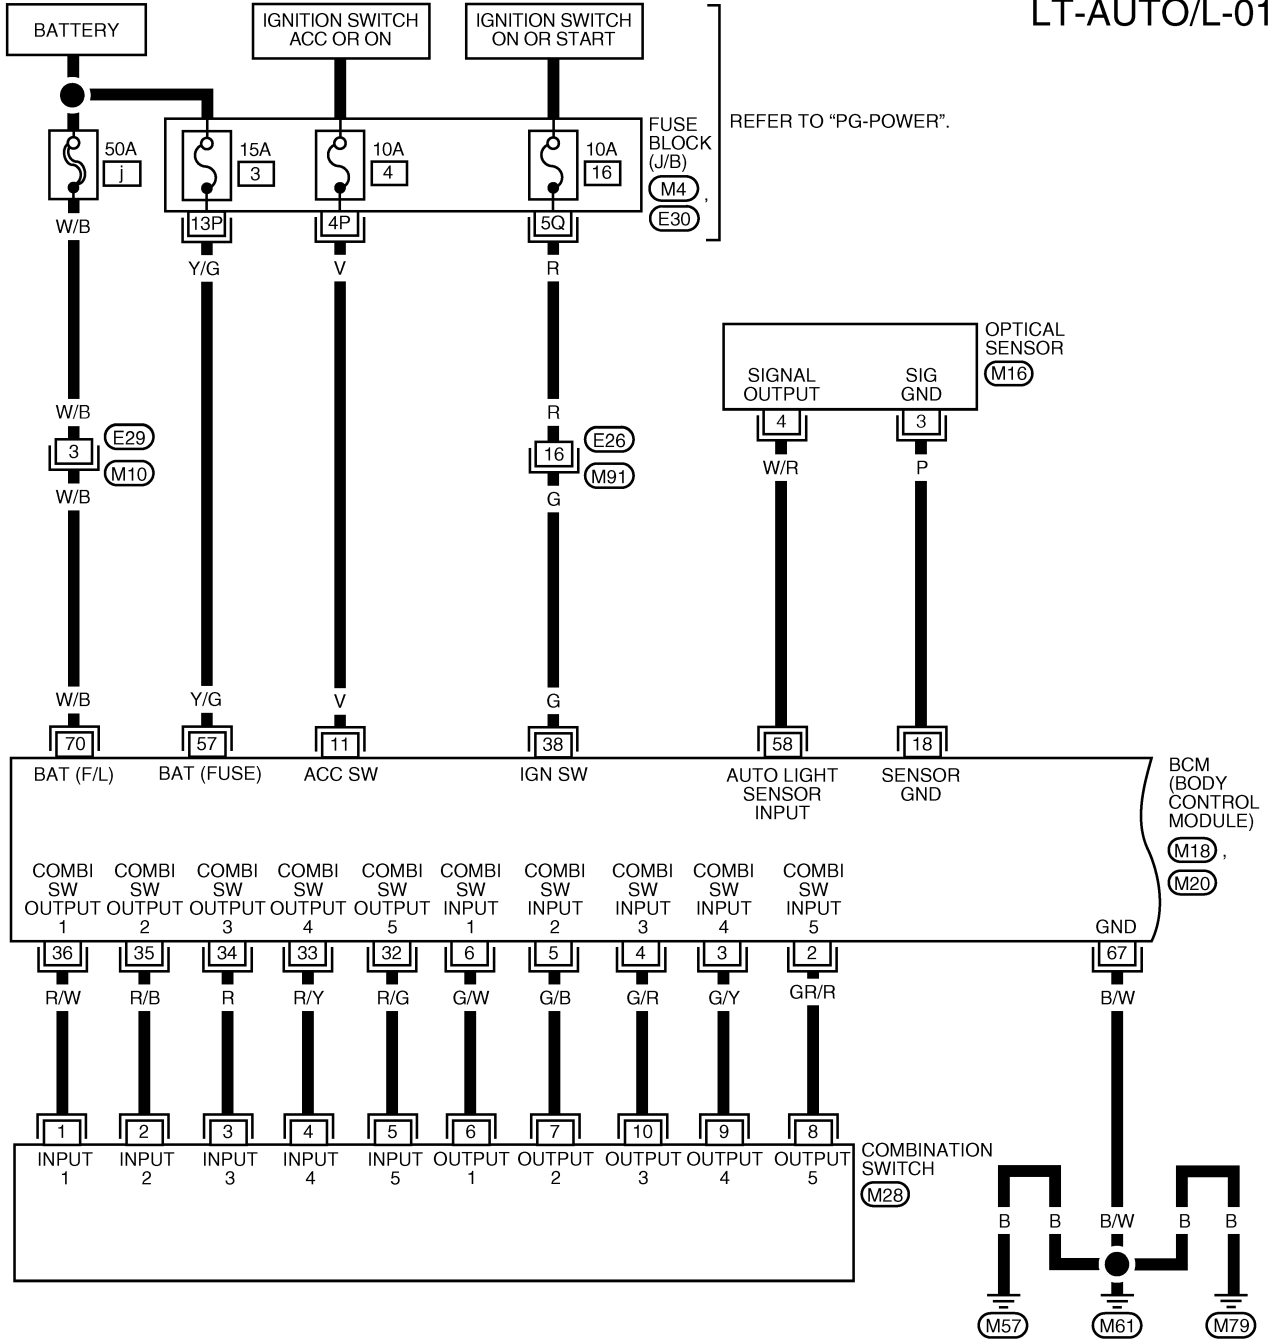 LT-AUTO/L-01
BATTERY
IGNITION SWITCH
ACC OR ON
IGNITION SWITCH
ON OR START
REFER TO “PG-POWER”.
50A
j
15A
3
10A
4
10A
16
FUSE
BLOCK
(J/B)
M4 ,
E30
13P
4P
5Q
W/B
Y/G
V
R
OPTICAL
SENSOR
M16
SIGNAL
OUTPUT
SIG
GND
4
3
W/R
P
W/B
3
E29
M10
W/B
R
16
E26
M91
G
W/B
Y/G
V
G
70
57
11
38
58
18
BAT (F/L)
BAT (FUSE)
ACC SW
IGN SW
AUTO LIGHT
SENSOR
INPUT
SENSOR
GND
BCM
(BODY
CONTROL
MODULE)
M18 ,
M20
COMBI
SW
OUTPUT
1
COMBI
SW
OUTPUT
2
COMBI
SW
OUTPUT
3
COMBI
SW
OUTPUT
4
COMBI
SW
OUTPUT
5
COMBI
SW
INPUT
1
COMBI
SW
INPUT
2
COMBI
SW
INPUT
3
COMBI
SW
INPUT
4
COMBI
SW
INPUT
5
GND
36
35
34
33
32
6
5
4
3
2
67
R/W
R/B
R
R/Y
R/G
G/W
G/B
G/R
G/Y
GR/R
B/W
1
2
3
4
5
6
7
10
9
8
INPUT
1
INPUT
2
INPUT
3
INPUT
4
INPUT
5
OUTPUT
1
OUTPUT
2
OUTPUT
3
OUTPUT
4
OUTPUT
5
COMBINATION
SWITCH
M28
B
B
B/W
B
B
M57
M61
M79